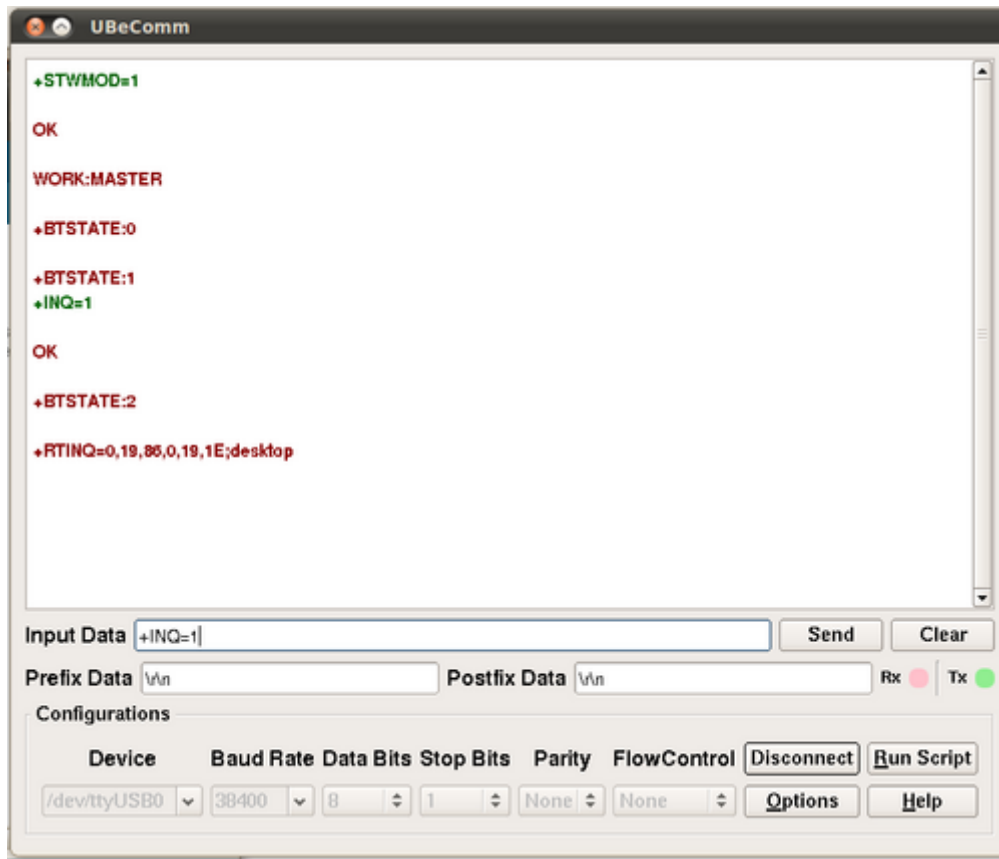 UBeComm
+STWMOD=1
OK
WORK:MASTER
+BTSTATE:0
+BTSTATE:1
+INQ=1
OK
+BTSTATE:2
+RTINQ=0,19,86,0,19,1E;desktop
Input Data +INQ=1 Send Clear
Prefix Data \r\n Postfix Data \r\n Rx Tx
Configurations
Device Baud Rate Data Bits Stop Bits Parity FlowControl Disconnect Run Script
/dev/ttyUSB0 38400 8 1 None None Options Help